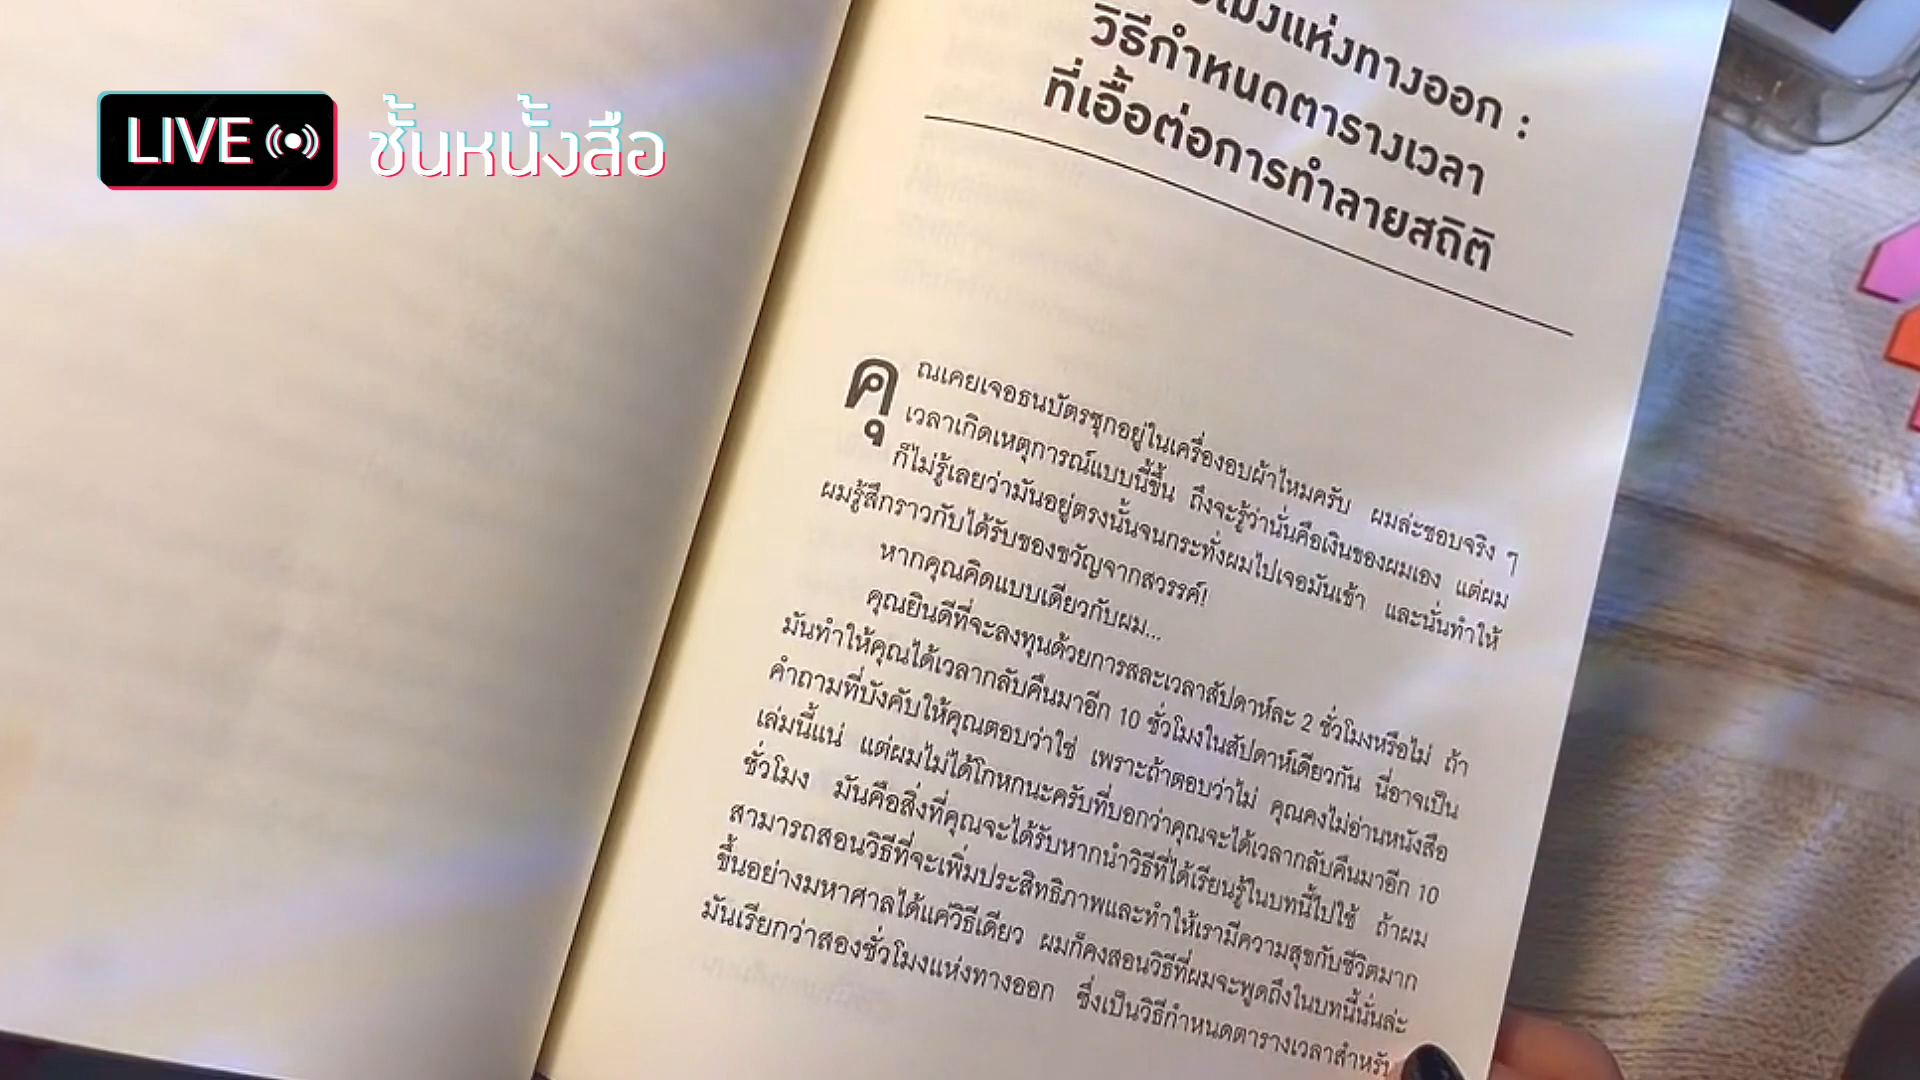 LIVE ชั้นหนั้งสือ
แห่งทางออก :
วิธีกำหนดตารางเวลา
ที่เอื้อต่อการทำลายสถิติ
คุณเคยเจอธนบัตรซุกอยู่ในเครื่องอบผ้าไหมครับ ผมล่ะชอบจริง ๆ
เวลาเกิดเหตุการณ์แบบนี้ขึ้น ถึงจะรู้ว่านั่นคือเงินของผมเอง แต่ผม
ก็ไม่รู้เลยว่ามันอยู่ตรงนั้นจนกระทั่งผมไปเจอมันเข้า และนั่นทำให้
ผมรู้สึกราวกับได้รับของขวัญจากสวรรค์!
หากคุณคิดแบบเดียวกับผม...
คุณยินดีที่จะลงทุนด้วยการสละเวลาสัปดาห์ละ 2 ชั่วโมงหรือไม่ ถ้า
มันทำให้คุณได้เวลากลับคืนมาอีก 10 ชั่วโมงในสัปดาห์เดียวกัน นี่อาจเป็น
คำถามที่บังคับให้คุณตอบว่าใช่ เพราะถ้าตอบว่าไม่ คุณคงไม่อ่านหนังสือ
เล่มนี้แน่ แต่ผมไม่ได้โกหกนะครับที่บอกว่าคุณจะได้เวลากลับคืนมาอีก 10
ชั่วโมง มันคือสิ่งที่คุณจะได้รับหากนำวิธีที่ได้เรียนรู้ในบทนี้ไปใช้ ถ้าผม
สามารถสอนวิธีที่จะเพิ่มประสิทธิภาพและทำให้เรามีความสุขกับชีวิตมาก
ขึ้นอย่างมหาศาลได้แค่วิธีเดียว ผมก็คงสอนวิธีที่ผมจะพูดถึงในบทนี้นั่นล่ะ
มันเรียกว่าสองชั่วโมงแห่งทางออก ซึ่งเป็นวิธีกำหนดตารางเวลาสำหรับ